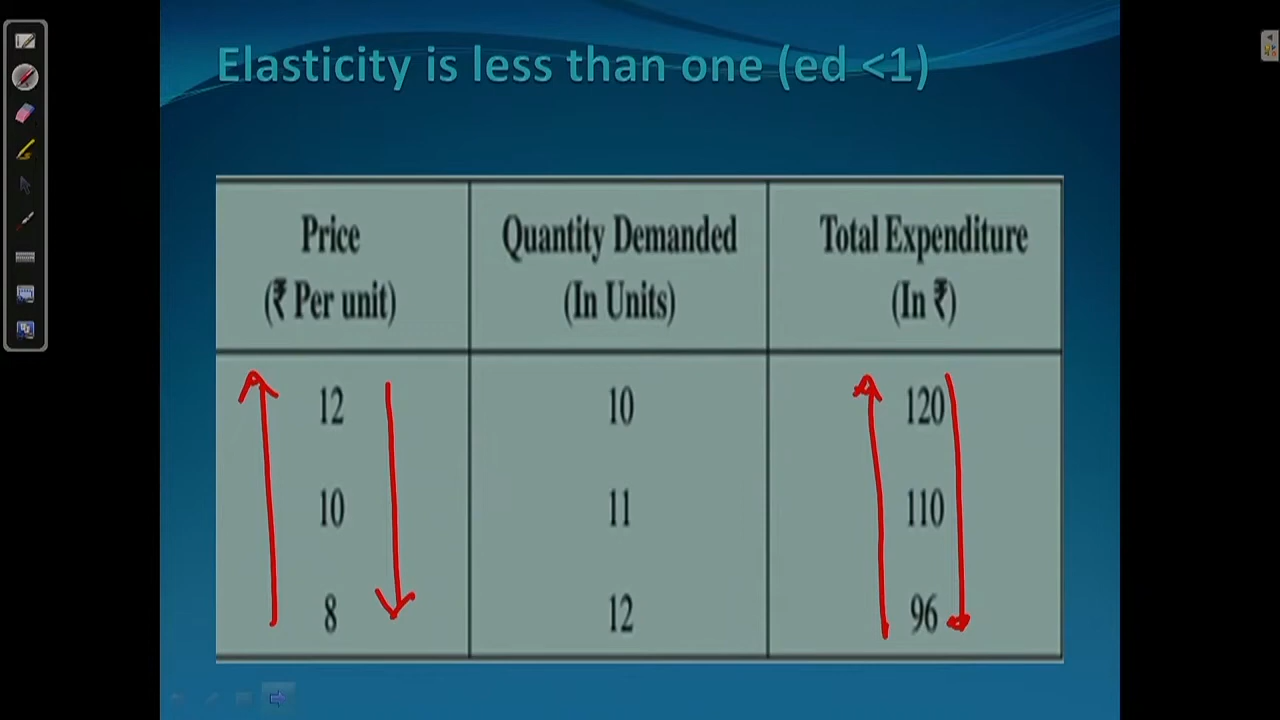 Elasticity is less than one (ed <1)
Price Quantity Demanded Total Expenditure
(₹ Per unit) (In Units) (In ₹)
12 10 120
10 11 110
8 12 96